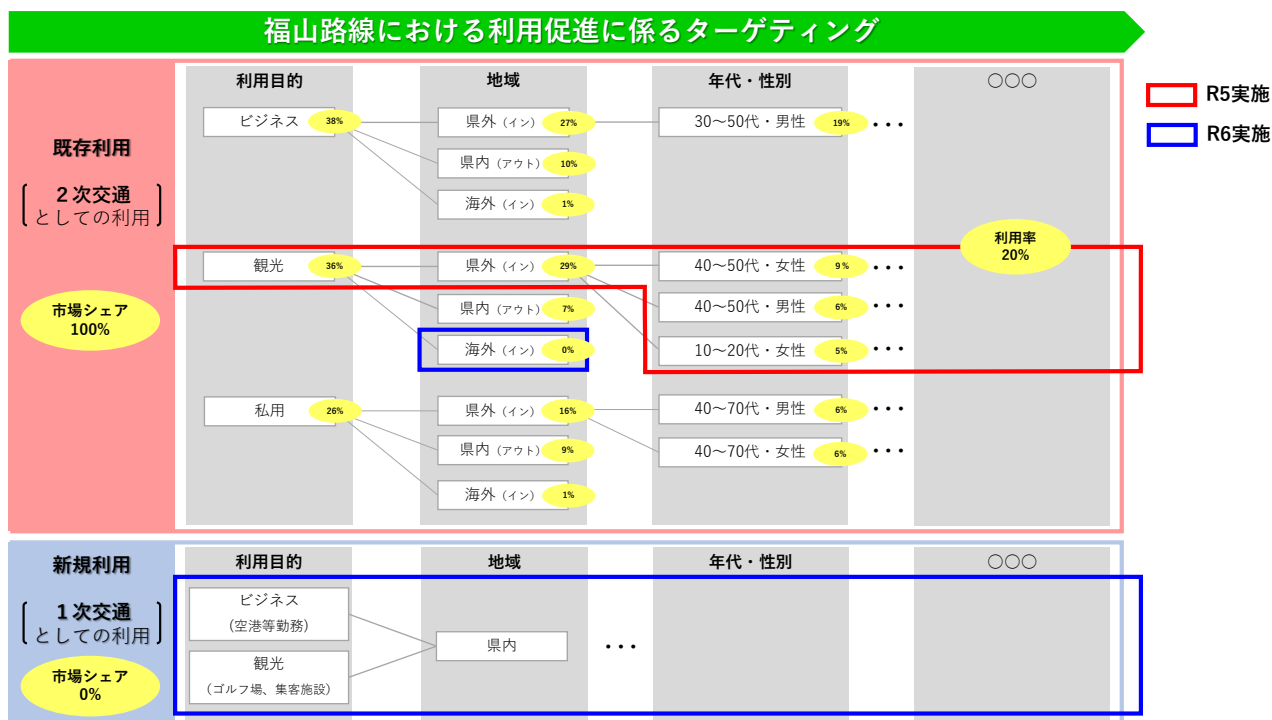 福山路線における利用促進に係るターゲティング
R5実施
R6実施
既存利用
２次交通
としての利用
市場シェア
100%
利用目的
地域
年代・性別
○○○
ビジネス
38%
県外（イン）
27%
30～50代・男性
19%
・・・
県内（アウト）
10%
海外（イン）
1%
利用率
20%
観光
36%
県外（イン）
29%
40～50代・女性
9%
・・・
県内（アウト）
7%
40～50代・男性
6%
・・・
海外（イン）
0%
10～20代・女性
5%
・・・
私用
26%
県外（イン）
16%
40～70代・男性
6%
・・・
県内（アウト）
9%
40～70代・女性
6%
・・・
海外（イン）
1%
新規利用
１次交通
としての利用
市場シェア
0%
利用目的
地域
年代・性別
○○○
ビジネス
(空港等勤務)
県内
・・・
観光
(ゴルフ場、集客施設)